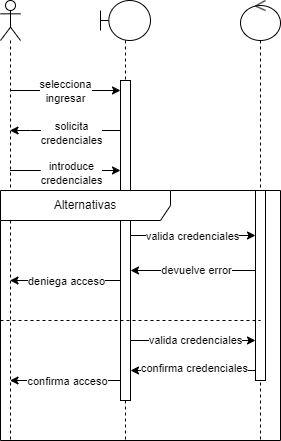 selecciona
ingresar
solicita
credenciales
introduce
credenciales
Alternativas
valida credenciales
devuelve error
deniega acceso
valida credenciales
confirma credenciales
confirma acceso